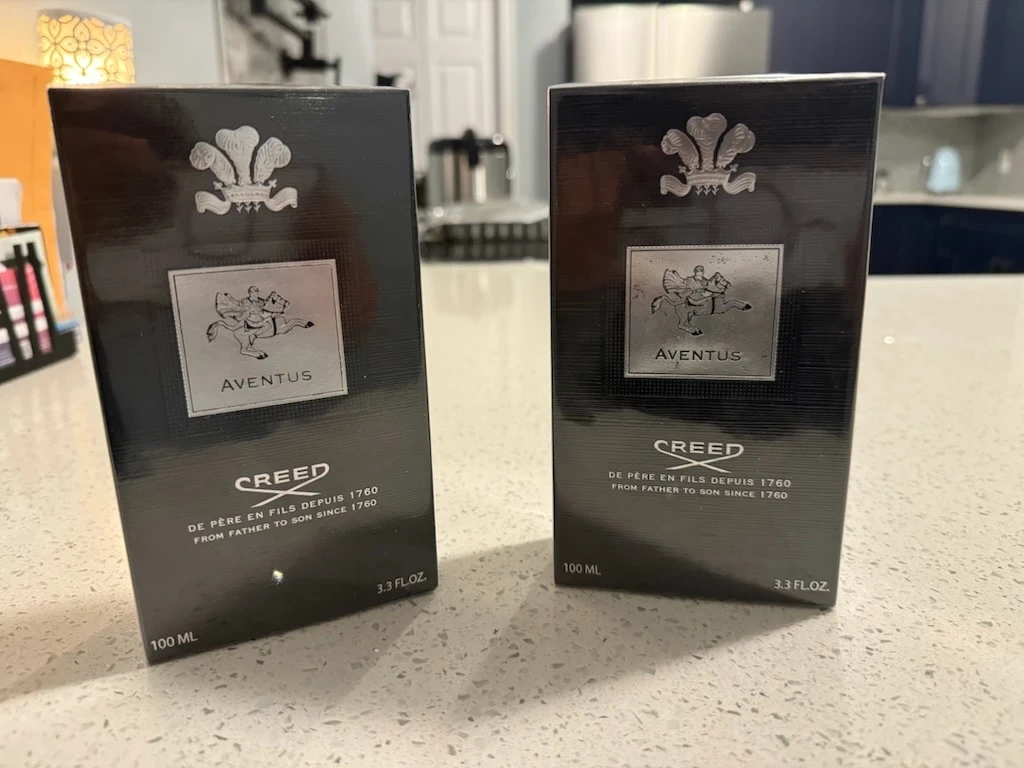 AVENTUS
CREED
DE PÈRE EN FILS DEPUIS 1760
FROM FATHER TO SON SINCE 1760
100 ML
3.3 FL.OZ.
AVENTUS
CREED
DE PÈRE EN FILS DEPUIS 1760
FROM FATHER TO SON SINCE 1760
100 ML
3.3 FL.OZ.